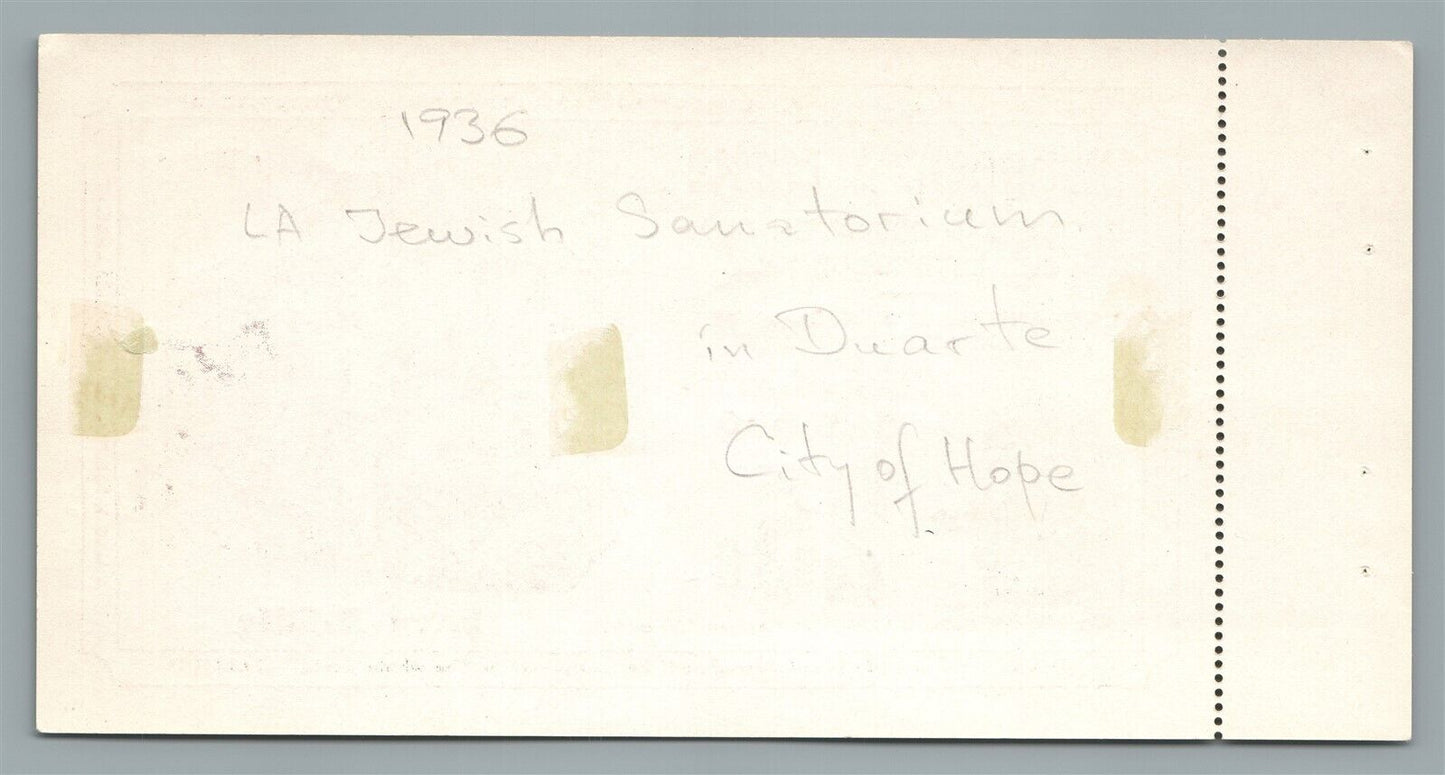 1936
LA Jewish Sanatorium
in Duarte
City of Hope